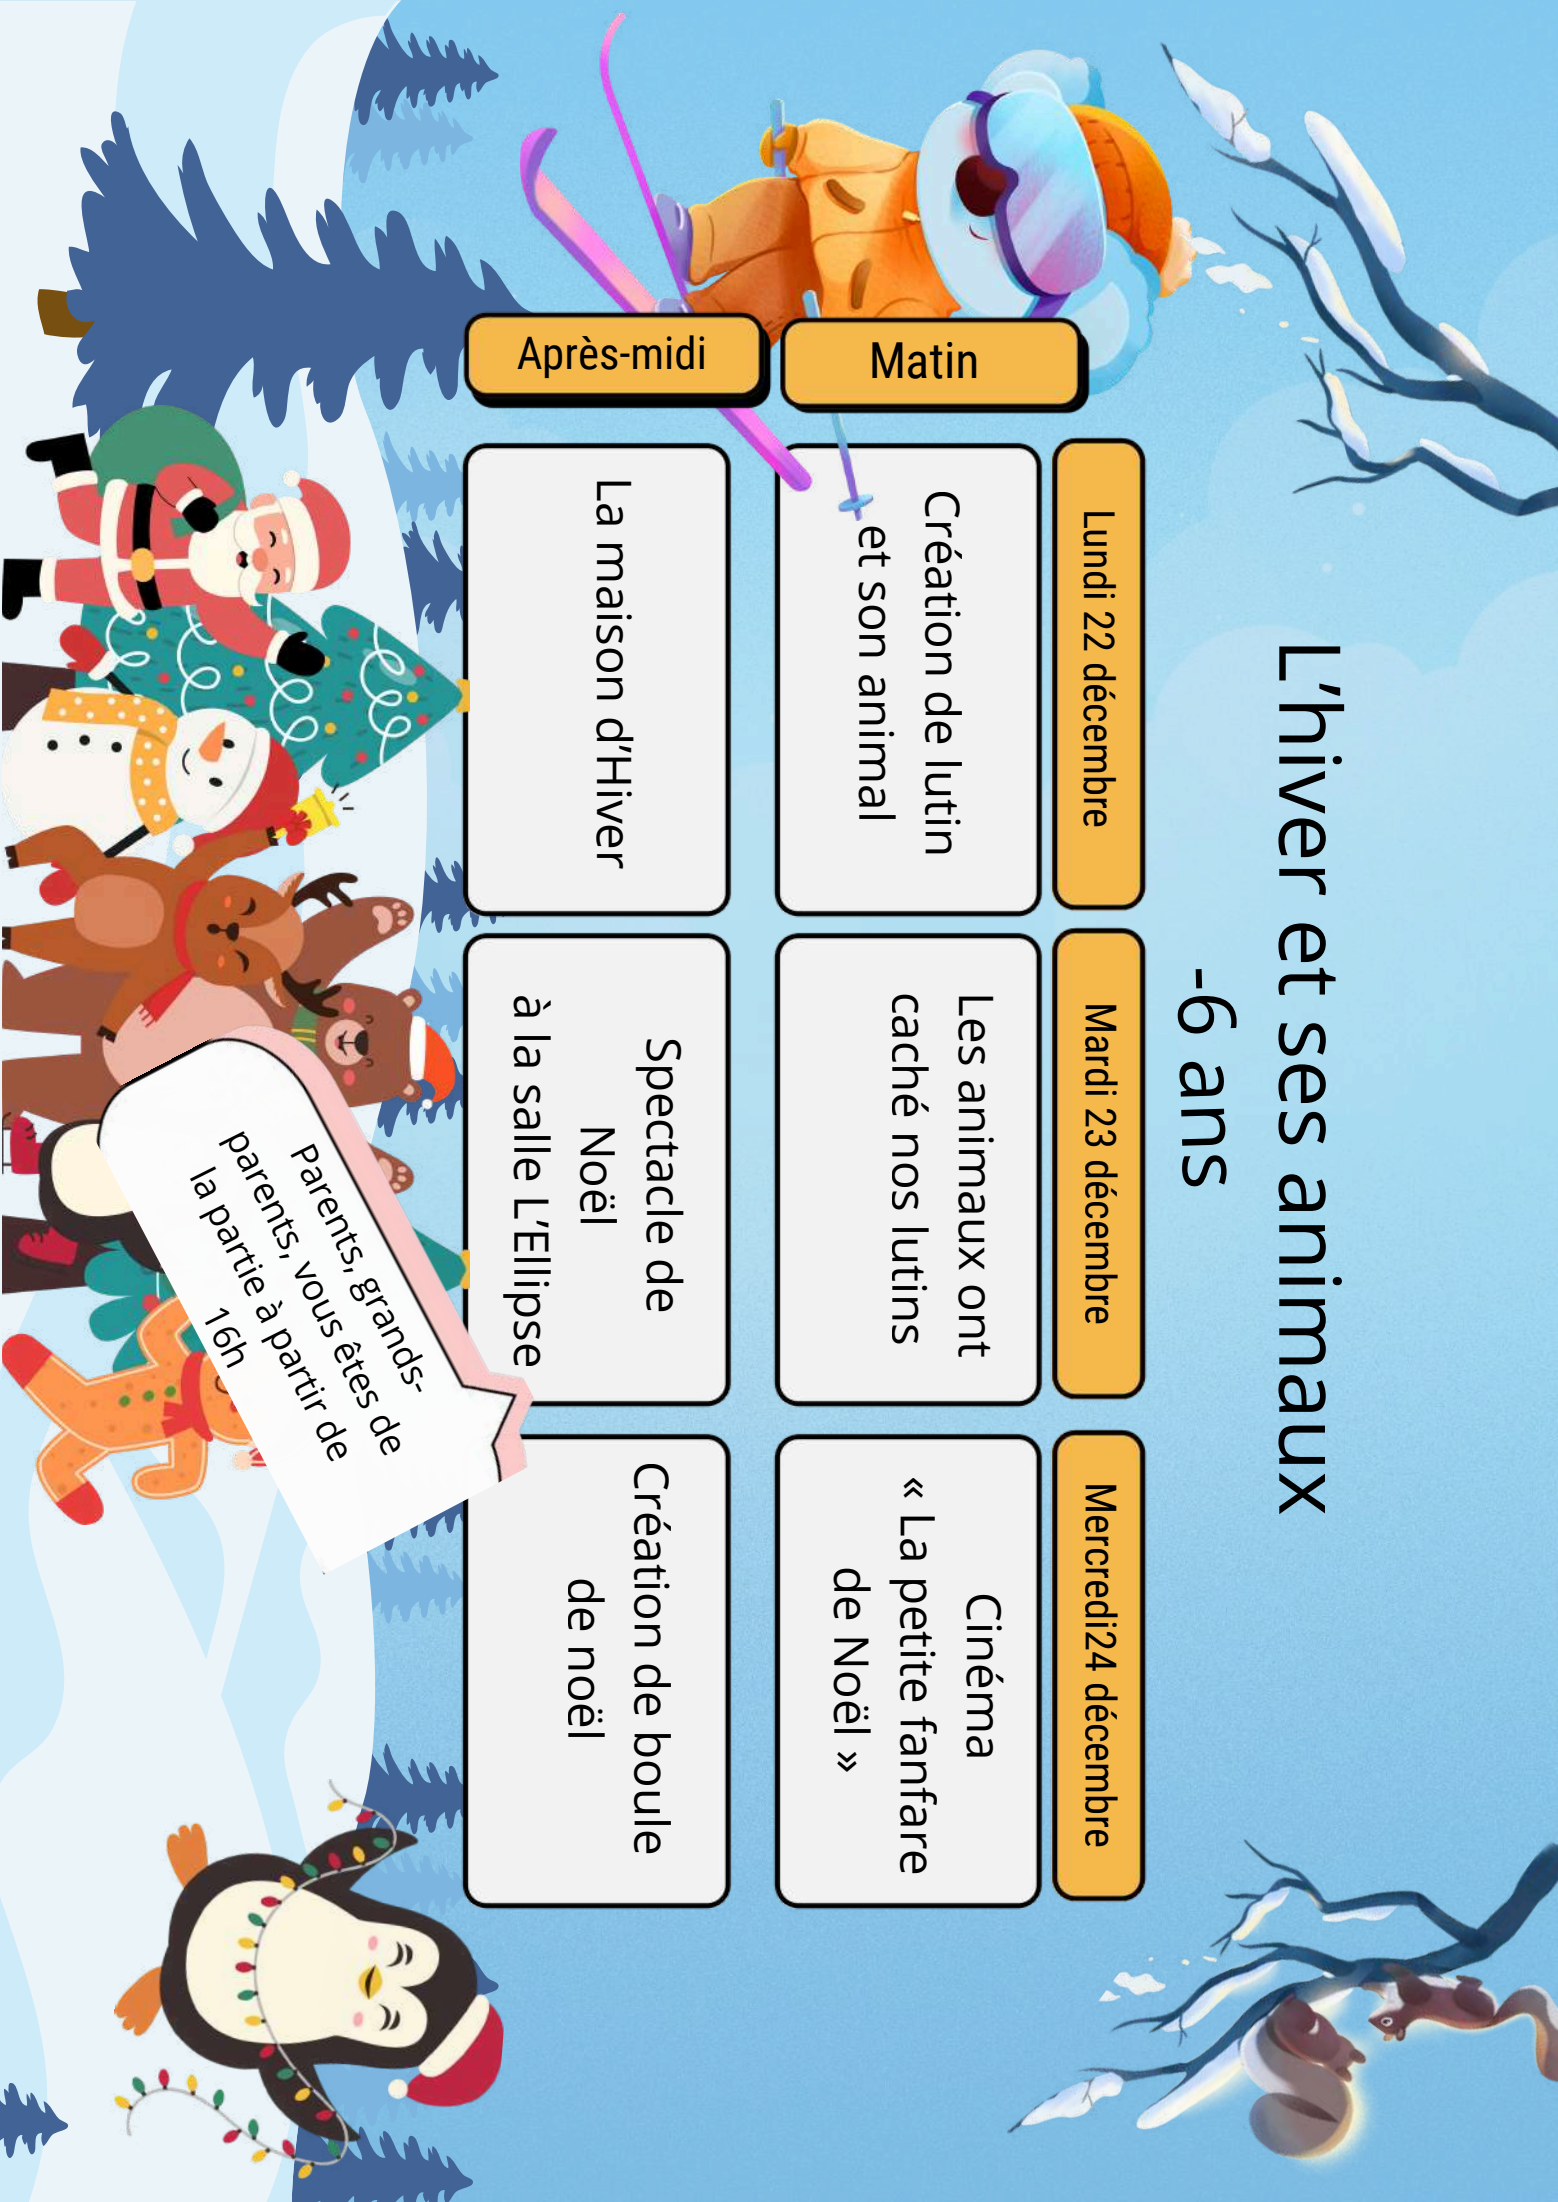 L'hiver et ses animaux
-6 ans
Lundi 22 décembre
Mardi 23 décembre
Mercredi24 décembre
Matin
Création de lutin
et son animal
Les animaux ont
caché nos lutins
Cinéma
« La petite fanfare
de Noël »
Après-midi
La maison d'Hiver
Spectacle de
Noël
à la salle L'Ellipse
Création de boule
de noël
Parents, grands-
parents, vous êtes de
la partie à partir de
16h